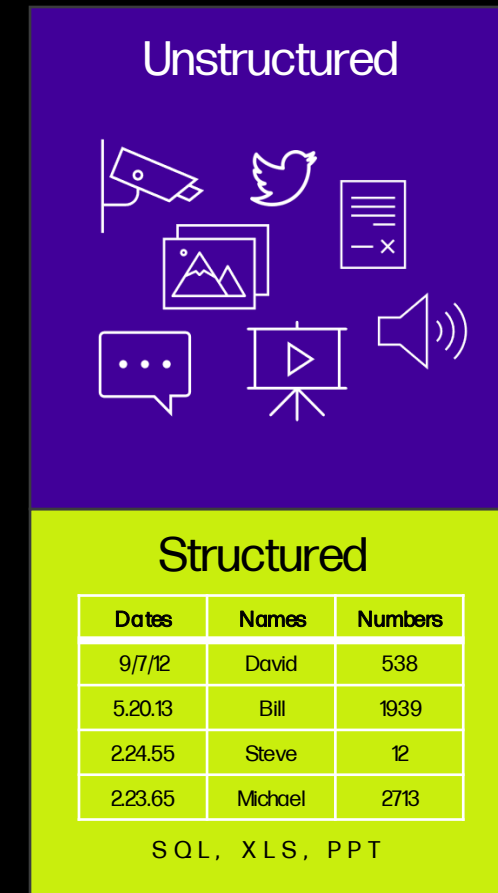 Unstructured
Structured
Dates Names Numbers
9/7/12 David 538
5.20.13 Bill 1939
2.24.55 Steve 12
2.23.65 Michael 2713
SQL, XLS, PPT